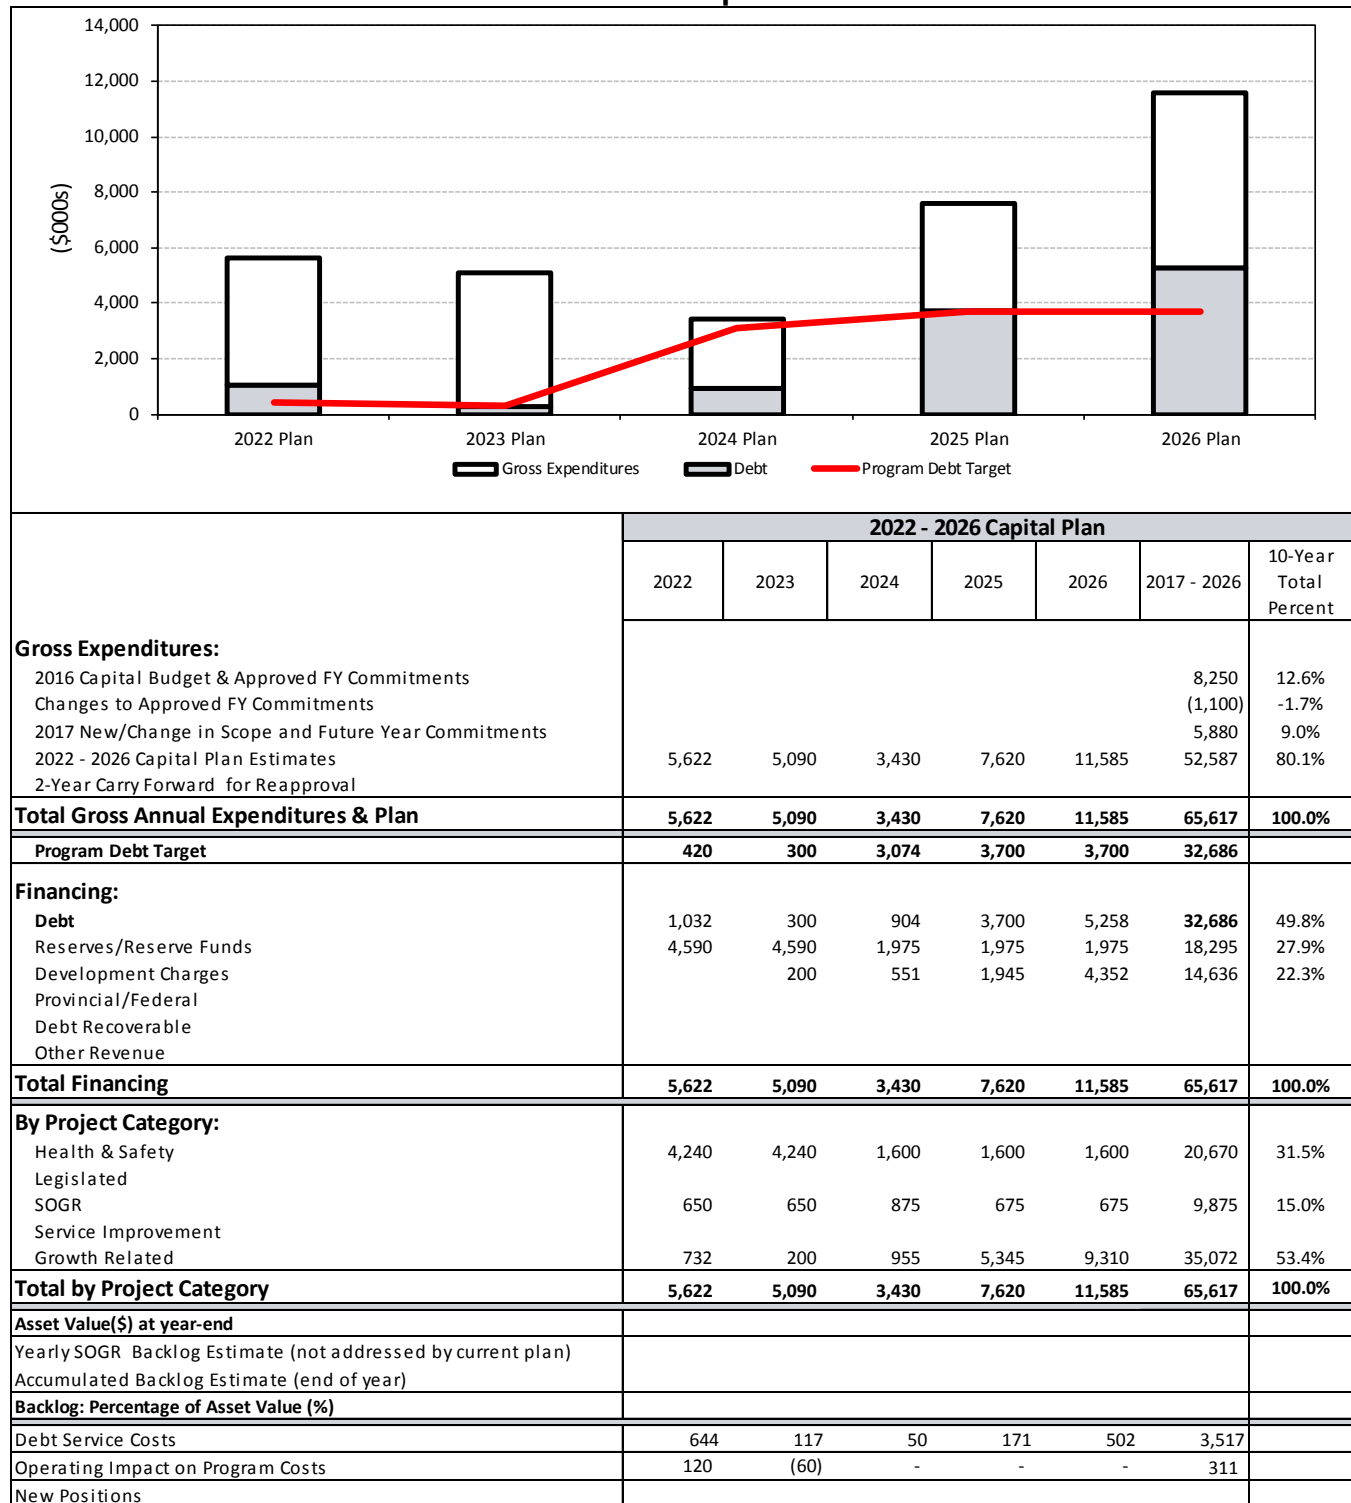 14,000
12,000
10,000
8,000
6,000
4,000
2,000
0
($000s)
2022 Plan 2023 Plan 2024 Plan 2025 Plan 2026 Plan
Gross Expenditures Debt Program Debt Target
2022 - 2026 Capital Plan
2022 2023 2024 2025 2026 2017 - 2026 10-Year Total Percent
Gross Expenditures:
2016 Capital Budget & Approved FY Commitments 8,250 12.6%
Changes to Approved FY Commitments (1,100) -1.7%
2017 New/Change in Scope and Future Year Commitments 5,880 9.0%
2022 - 2026 Capital Plan Estimates 5,622 5,090 3,430 7,620 11,585 52,587 80.1%
2-Year Carry Forward for Reapproval
Total Gross Annual Expenditures & Plan 5,622 5,090 3,430 7,620 11,585 65,617 100.0%
Program Debt Target 420 300 3,074 3,700 3,700 32,686
Financing:
Debt 1,032 300 904 3,700 5,258 32,686 49.8%
Reserves/Reserve Funds 4,590 4,590 1,975 1,975 1,975 18,295 27.9%
Development Charges 200 551 1,945 4,352 14,636 22.3%
Provincial/Federal
Debt Recoverable
Other Revenue
Total Financing 5,622 5,090 3,430 7,620 11,585 65,617 100.0%
By Project Category:
Health & Safety 4,240 4,240 1,600 1,600 1,600 20,670 31.5%
Legislated
SOGR 650 650 875 675 675 9,875 15.0%
Service Improvement
Growth Related 732 200 955 5,345 9,310 35,072 53.4%
Total by Project Category 5,622 5,090 3,430 7,620 11,585 65,617 100.0%
Asset Value($) at year-end
Yearly SOGR Backlog Estimate (not addressed by current plan)
Accumulated Backlog Estimate (end of year)
Backlog: Percentage of Asset Value (%)
Debt Service Costs 644 117 50 171 502 3,517
Operating Impact on Program Costs 120 (60) - - - 311
New Positions